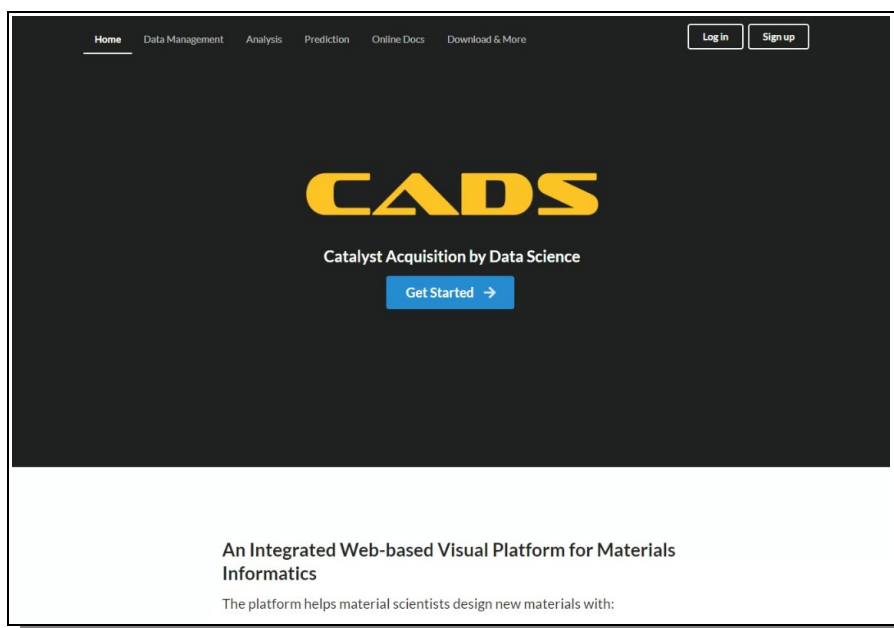 Home Data Management Analysis Prediction Online Docs Download & More Log in Sign up
CADS
Catalyst Acquisition by Data Science
Get Started →
An Integrated Web-based Visual Platform for Materials
Informatics
The platform helps material scientists design new materials with: